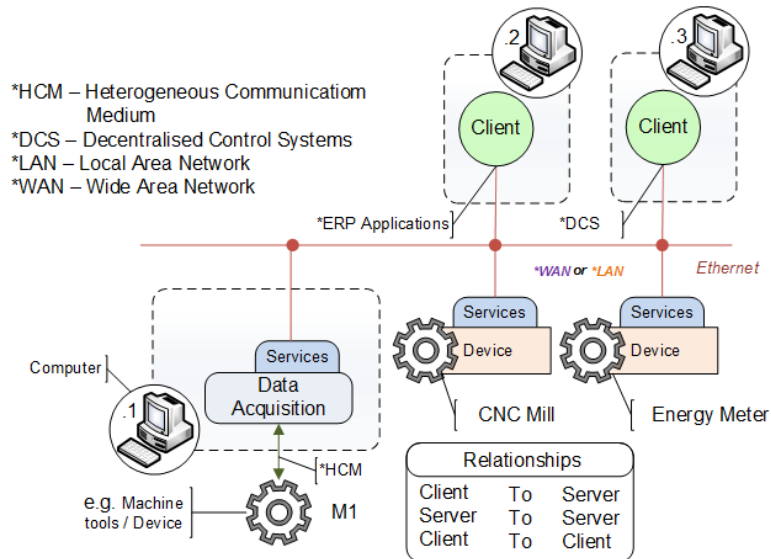 *HCM – Heterogeneous Communicatiom
Medium
*DCS – Decentralised Control Systems
*LAN – Local Area Network
*WAN – Wide Area Network
.2
.3
Client
Client
*ERP Applications
*DCS
*WAN or *LAN
Ethernet
Services
Services
Services
Device
Device
Computer
.1
Data
Acquisition
CNC Mill
Energy Meter
*HCM
e.g. Machine
tools / Device
M1
Relationships
Client To Server
Server To Server
Client To Client